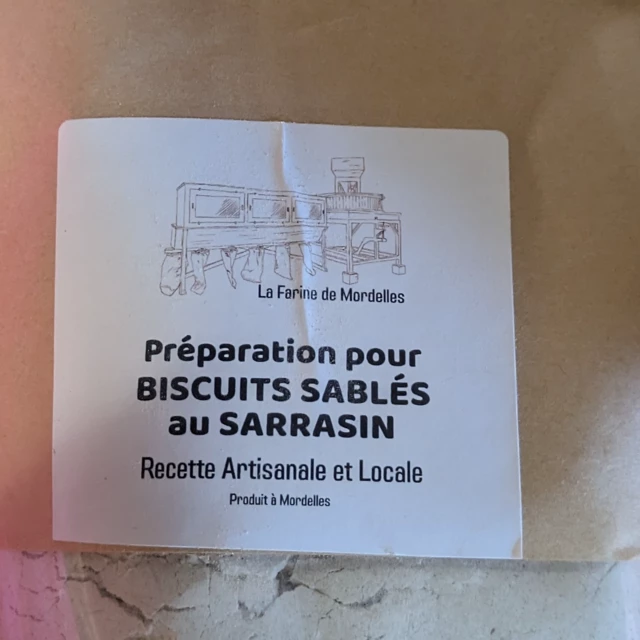 La Farine de Mordelles
Préparation pour
BISCUITS SABLÉS
au SARRASIN
Recette Artisanale et Locale
Produit à Mordelles